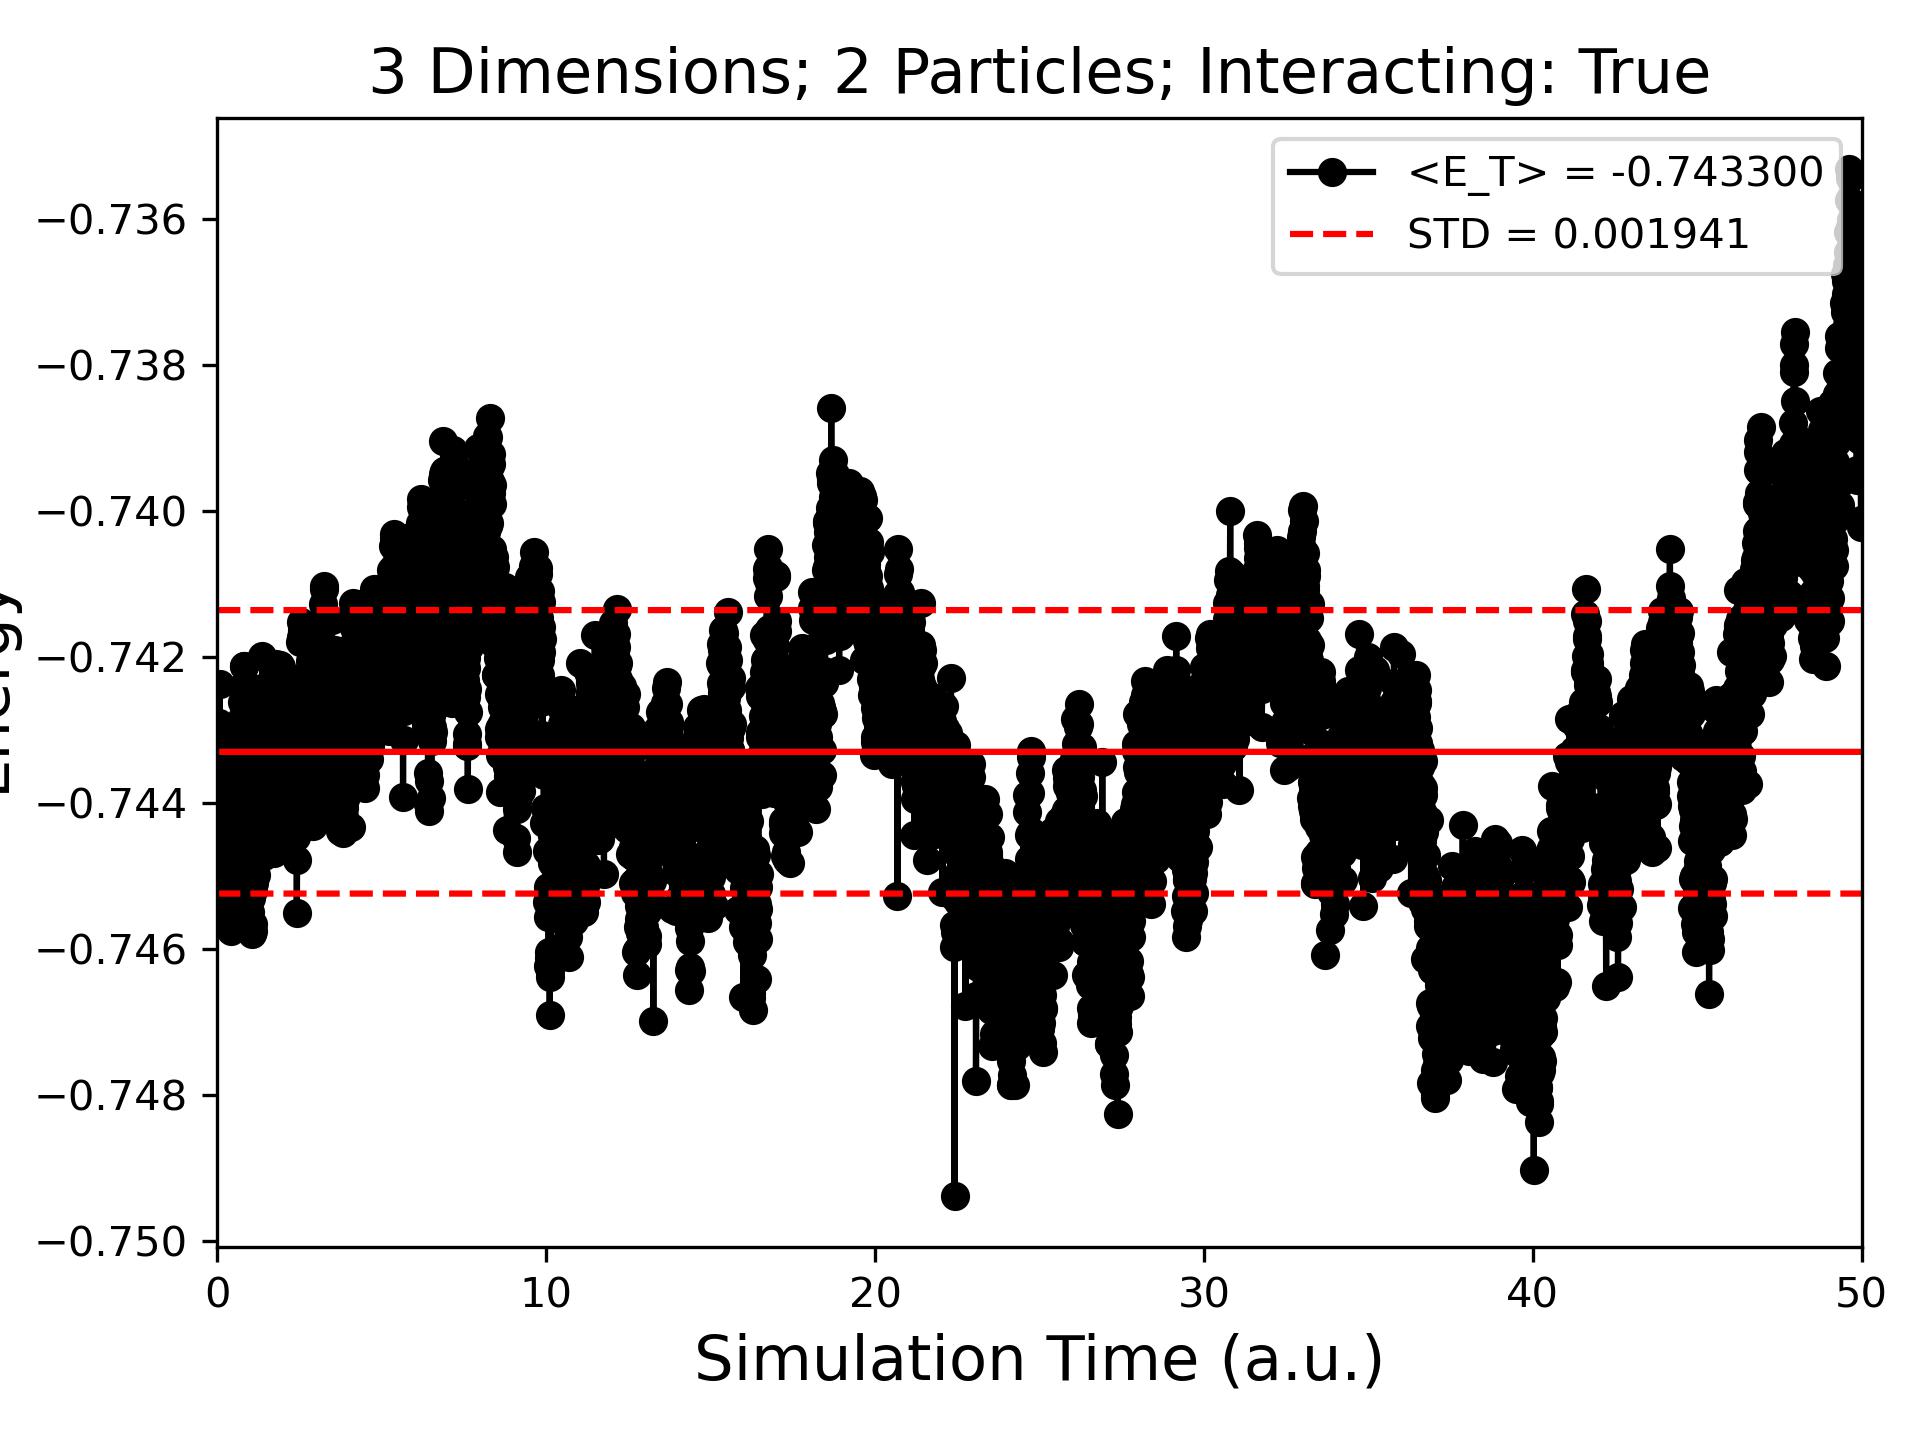 3 Dimensions; 2 Particles; Interacting: True
<E_T> = -0.743300
STD = 0.001941
−0.736
−0.738
−0.740
−0.742
−0.744
−0.746
−0.748
−0.750
0 10 20 30 40 50
Simulation Time (a.u.)